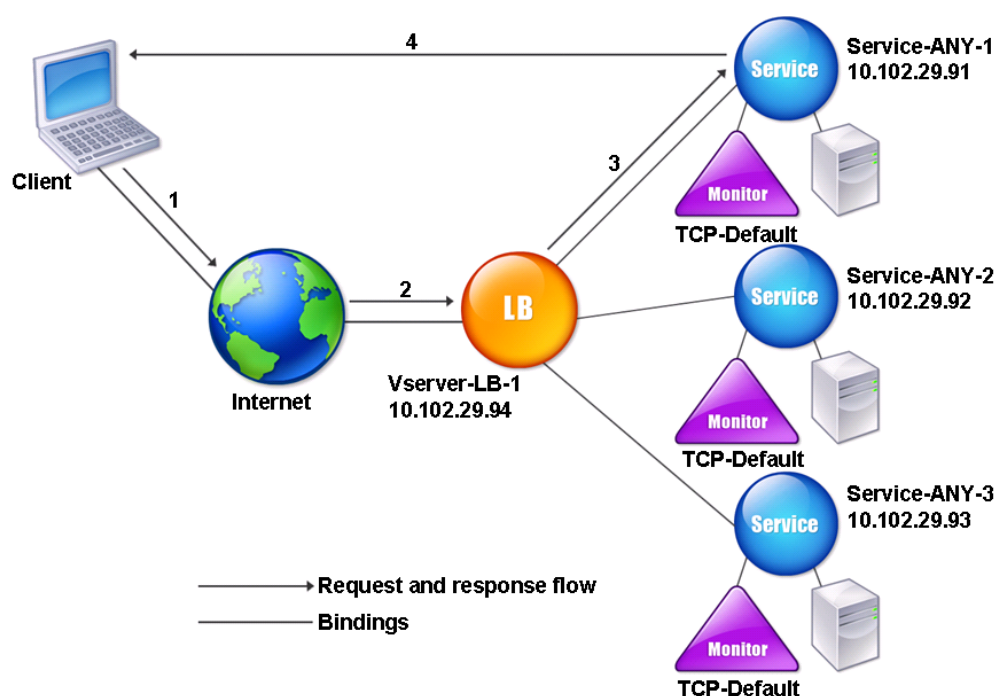 4
Service
Service-ANY-1
10.102.29.91
Client
1
3
Monitor
TCP-Default
Internet
2
LB
Vserver-LB-1
10.102.29.94
Service
Service-ANY-2
10.102.29.92
Monitor
TCP-Default
Service
Service-ANY-3
10.102.29.93
Monitor
TCP-Default
Request and response flow
Bindings